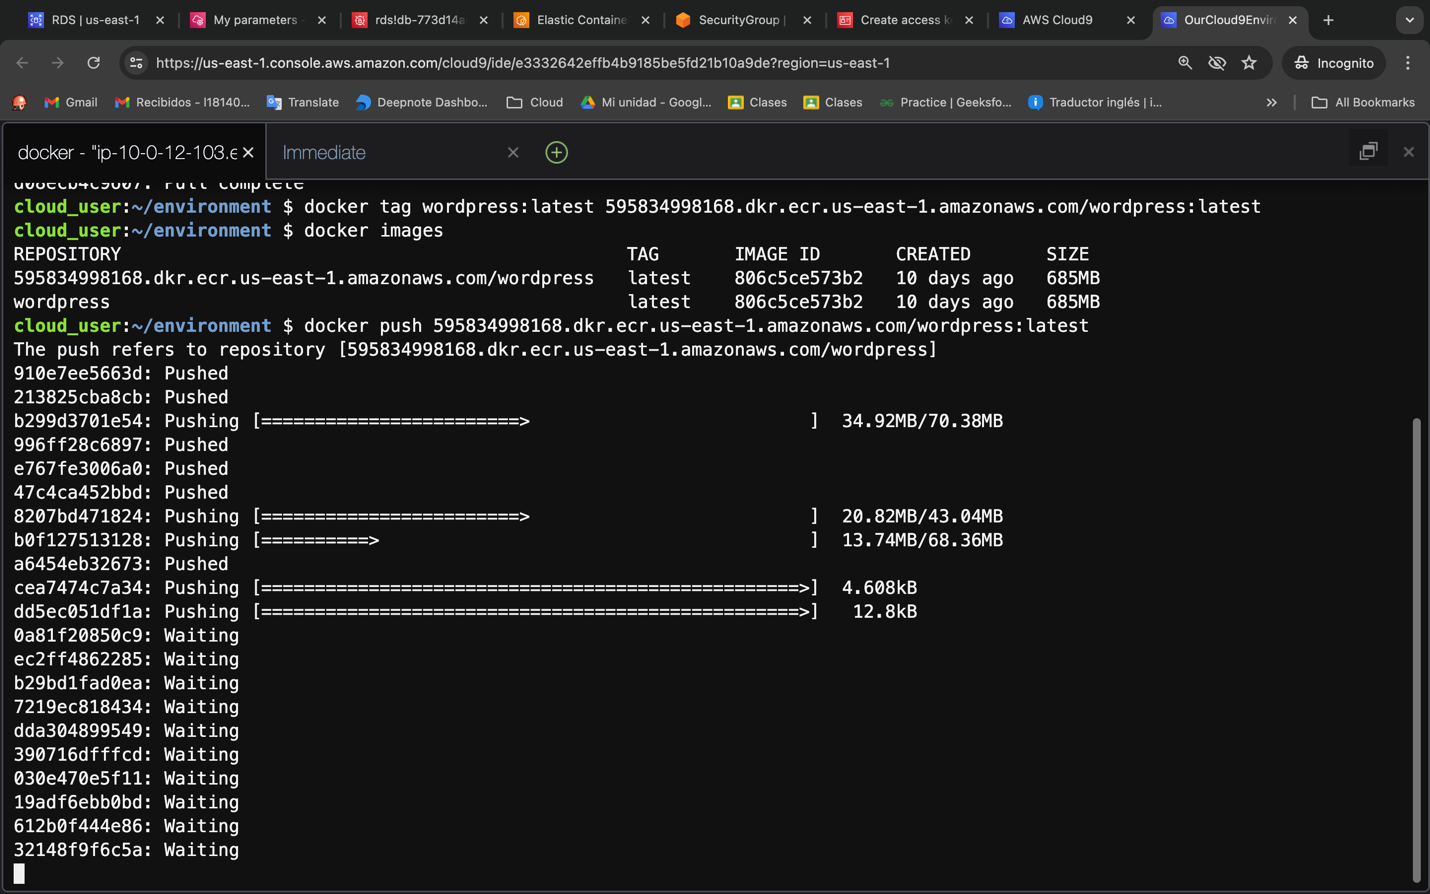 RDS | us-east-1
My parameters
rds!db-773d14a
Elastic Containe
SecurityGroup |
Create access k
AWS Cloud9
OurCloud9Envir
https://us-east-1.console.aws.amazon.com/cloud9/ide/e3332642effb4b9185be5fd21b10a9de?region=us-east-1
Incognito
Gmail
Recibidos - l18140...
Translate
Deepnote Dashbo...
Cloud
Mi unidad - Googl...
Clases
Clases
Practice | Geeksfo...
Traductor inglés | i...
»
All Bookmarks
docker - "ip-10-0-12-103.e
Immediate
d08ecb4c9607: Pull complete
cloud_user:~/environment $ docker tag wordpress:latest 595834998168.dkr.ecr.us-east-1.amazonaws.com/wordpress:latest
cloud_user:~/environment $ docker images
REPOSITORY TAG IMAGE ID CREATED SIZE
595834998168.dkr.ecr.us-east-1.amazonaws.com/wordpress latest 806c5ce573b2 10 days ago 685MB
wordpress latest 806c5ce573b2 10 days ago 685MB
cloud_user:~/environment $ docker push 595834998168.dkr.ecr.us-east-1.amazonaws.com/wordpress:latest
The push refers to repository [595834998168.dkr.ecr.us-east-1.amazonaws.com/wordpress]
910e7ee5663d: Pushed
213825cba8cb: Pushed
b299d3701e54: Pushing [========================>                          ]  34.92MB/70.38MB
996ff28c6897: Pushed
e767fe3006a0: Pushed
47c4ca452bbd: Pushed
8207bd471824: Pushing [========================>                          ]  20.82MB/43.04MB
b0f127513128: Pushing [==========>                                        ]  13.74MB/68.36MB
a6454eb32673: Pushed
cea7474c7a34: Pushing [==================================================>]  4.608kB
dd5ec051df1a: Pushing [==================================================>]   12.8kB
0a81f20850c9: Waiting
ec2ff4862285: Waiting
b29bd1fad0ea: Waiting
7219ec818434: Waiting
dda304899549: Waiting
390716dfffcd: Waiting
030e470e5f11: Waiting
19adf6ebb0bd: Waiting
612b0f444e86: Waiting
32148f9f6c5a: Waiting